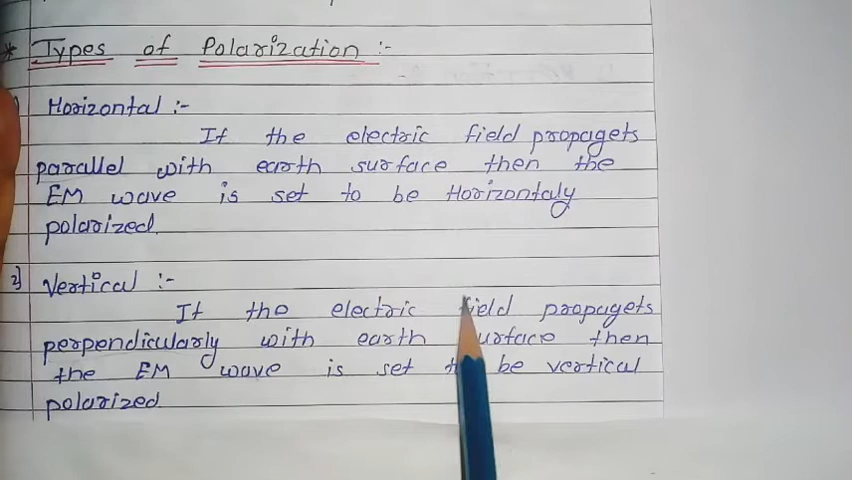 * Types of Polarization :-
Horizontal :-
If the electric field propagets
parallel with earth surface then the
EM wave is set to be Horizontaly
polarized.
2) Vertical :-
If the electric field propagets
perpendicularly with earth surface then
the EM wave is set to be vertical
polarized